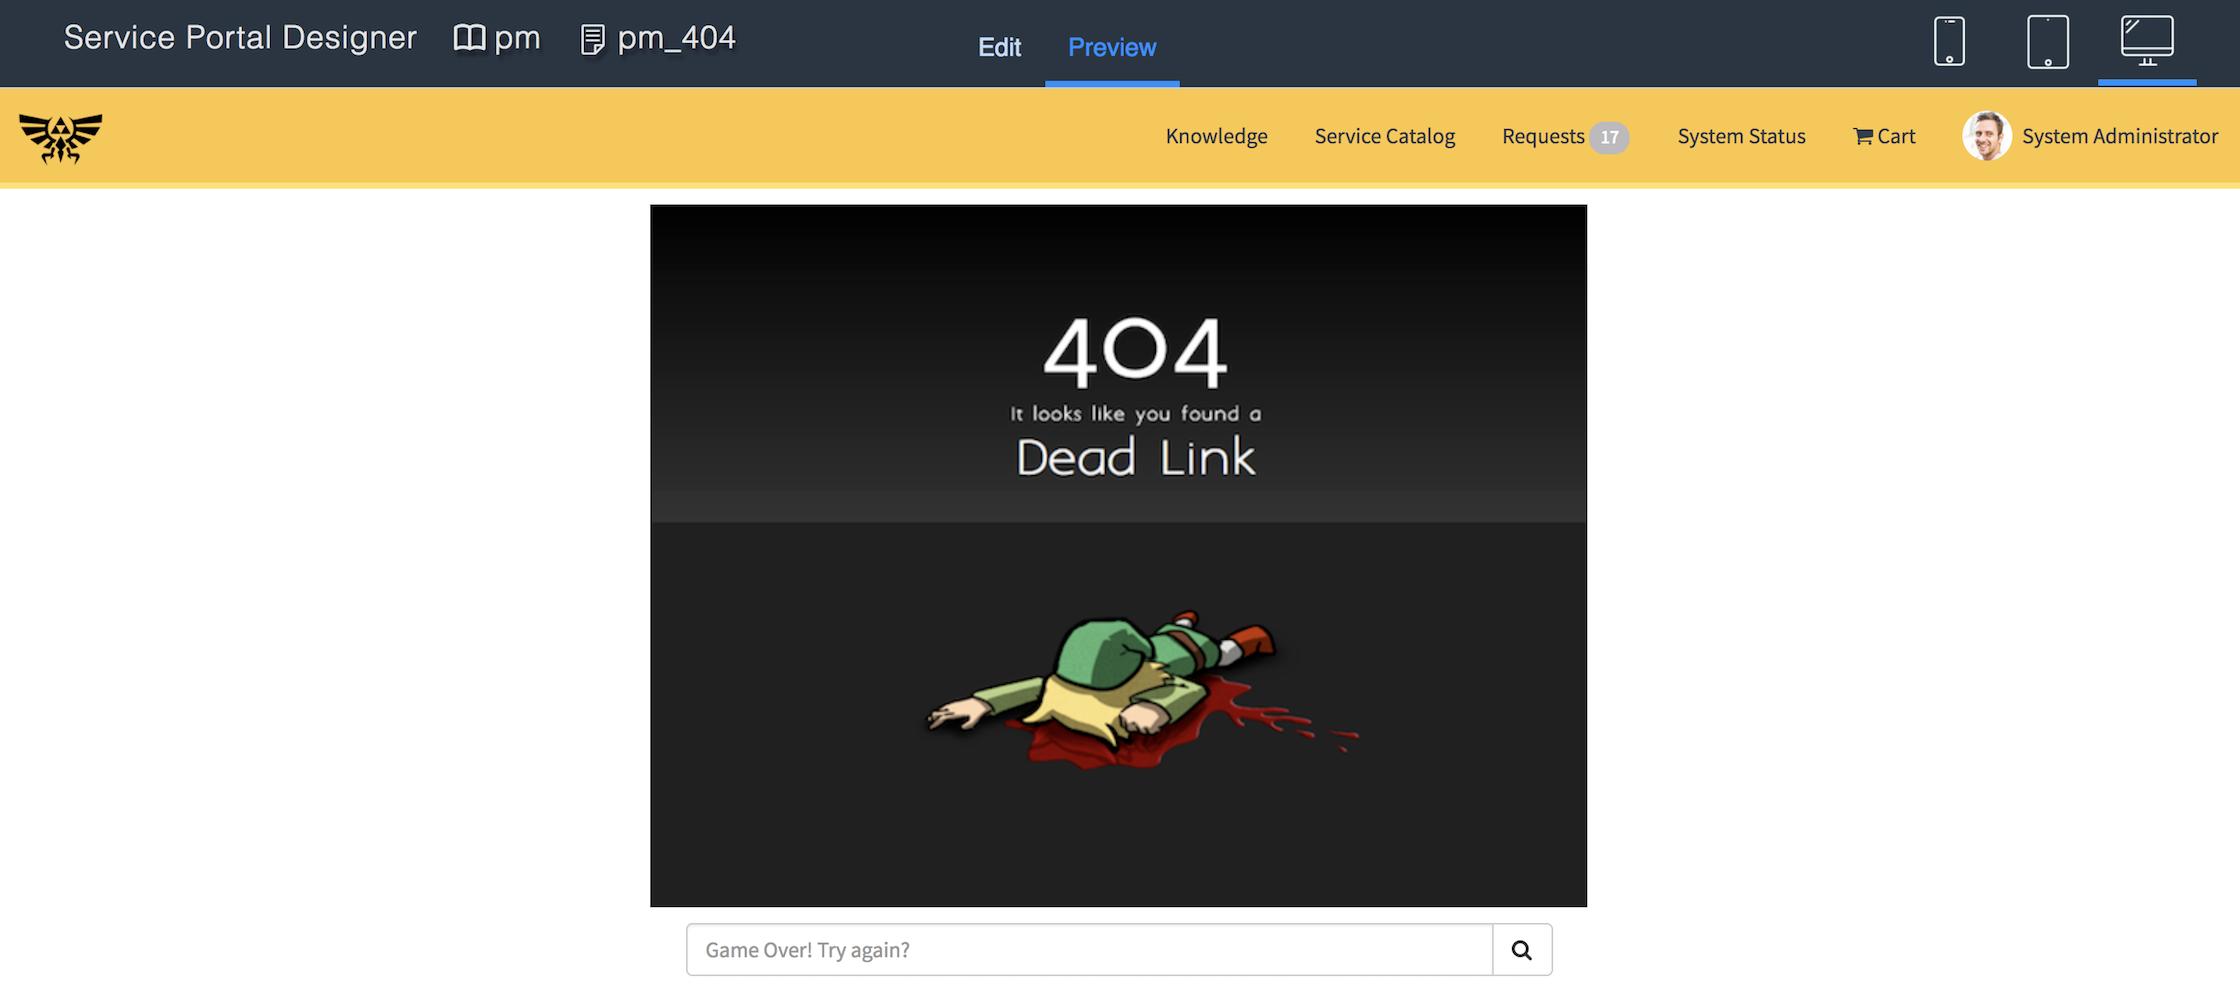 Service Portal Designer pm pm_404
Edit Preview
Knowledge Service Catalog Requests 17 System Status Cart System Administrator
404
It looks like you found a
Dead Link
Game Over! Try again?